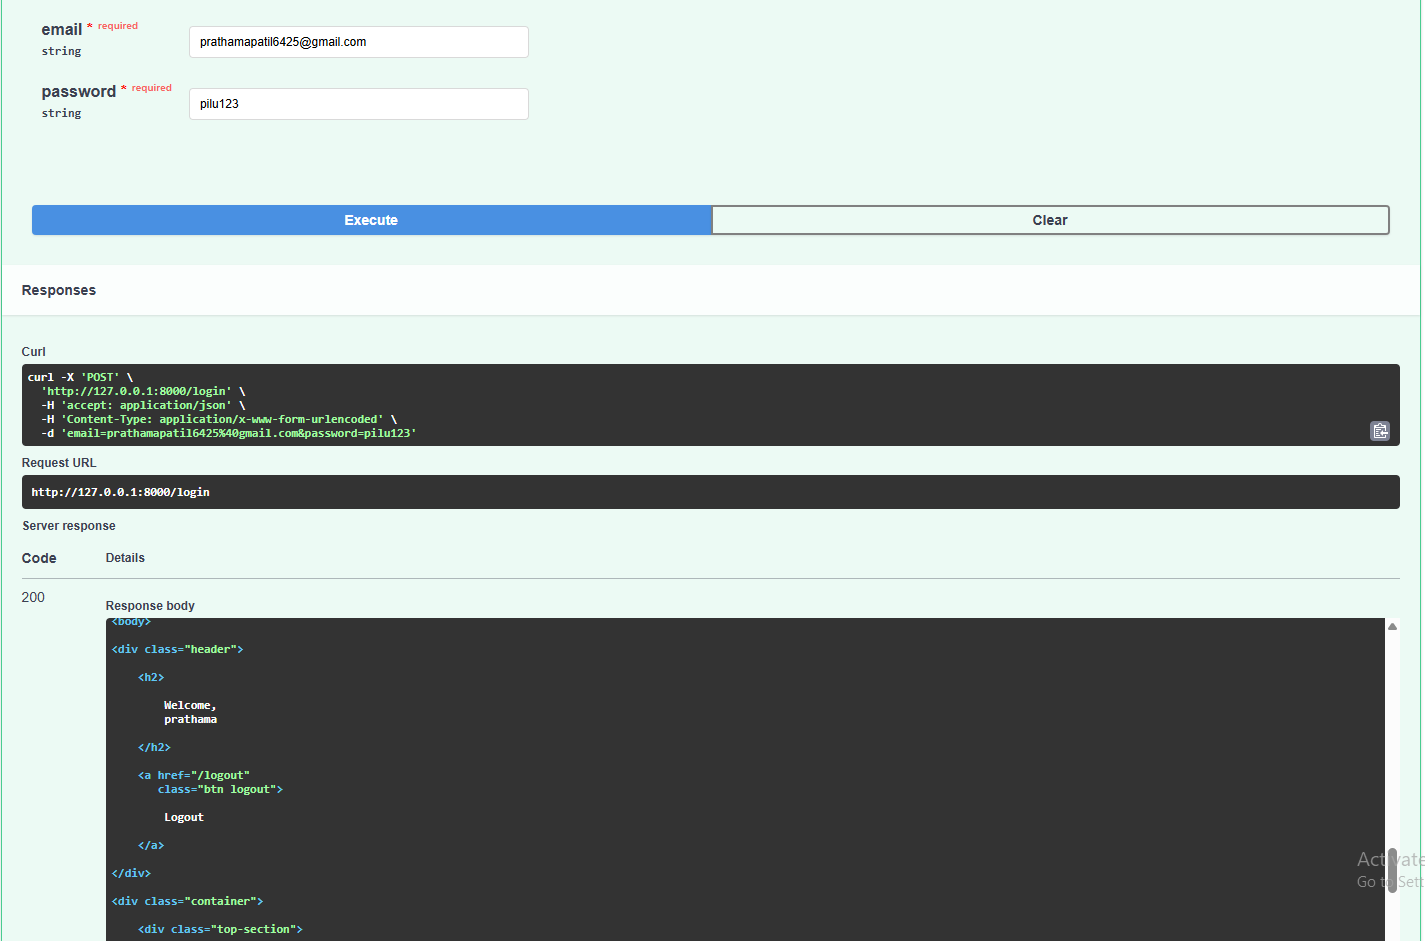 email * required
string
prathamapatil6425@gmail.com
password * required
string
pilu123
Execute
Clear
Responses
Curl
curl -X 'POST' \
  'http://127.0.0.1:8000/login' \
  -H 'accept: application/json' \
  -H 'Content-Type: application/x-www-form-urlencoded' \
  -d 'email=prathamapatil6425%40gmail.com&password=pilu123'
Request URL
http://127.0.0.1:8000/login
Server response
Code
Details
200
Response body
<body>
<div class="header">
    <h2>
        Welcome,
        prathama
    </h2>
    <a href="/logout"
       class="btn logout">
        Logout
    </a>
</div>
<div class="container">
    <div class="top-section">
Activate
Go to Sett